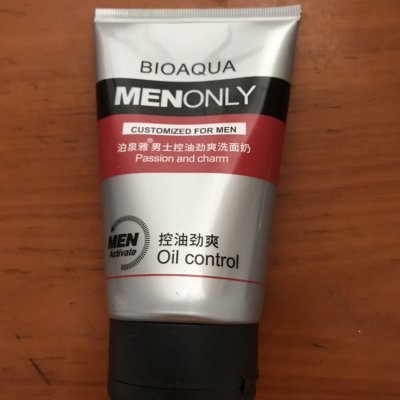 BIOAQUA
MENONLY
CUSTOMIZED FOR MEN
泊泉雅®男士控油劲爽洗面奶
Passion and charm
MEN
Activate
控油劲爽
Oil control